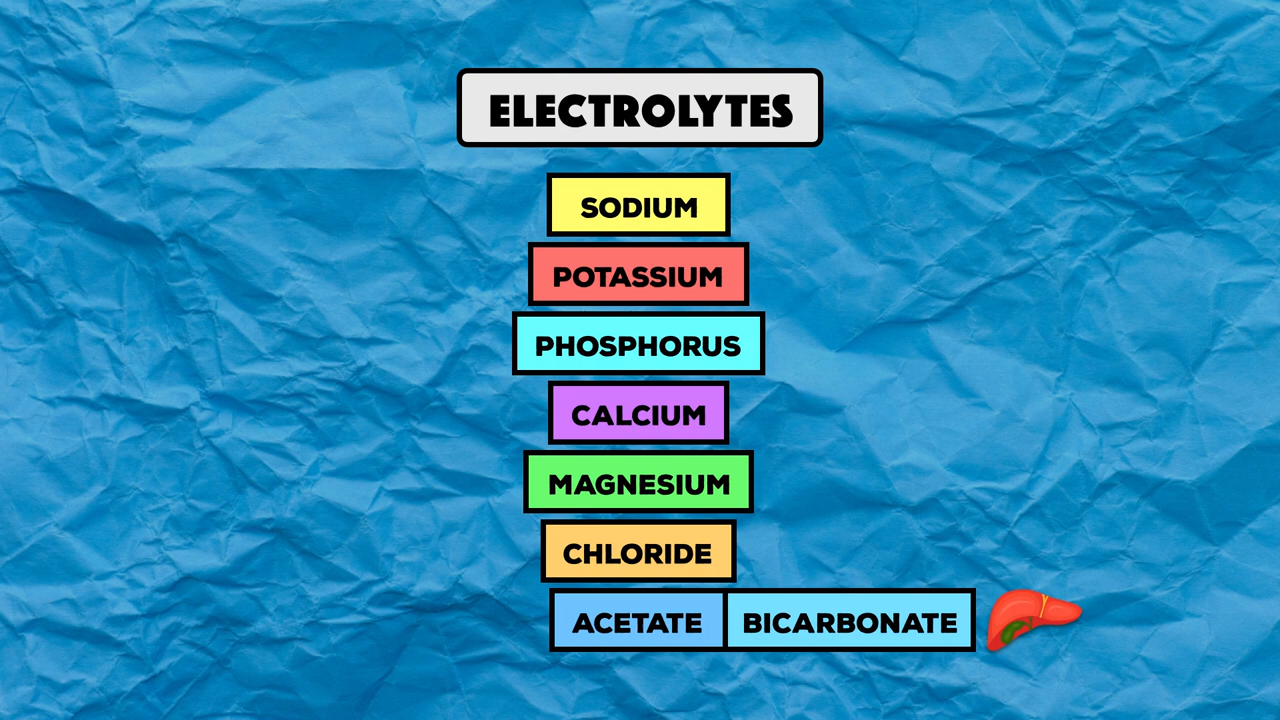 ELECTROLYTES
SODIUM
POTASSIUM
PHOSPHORUS
CALCIUM
MAGNESIUM
CHLORIDE
ACETATE BICARBONATE